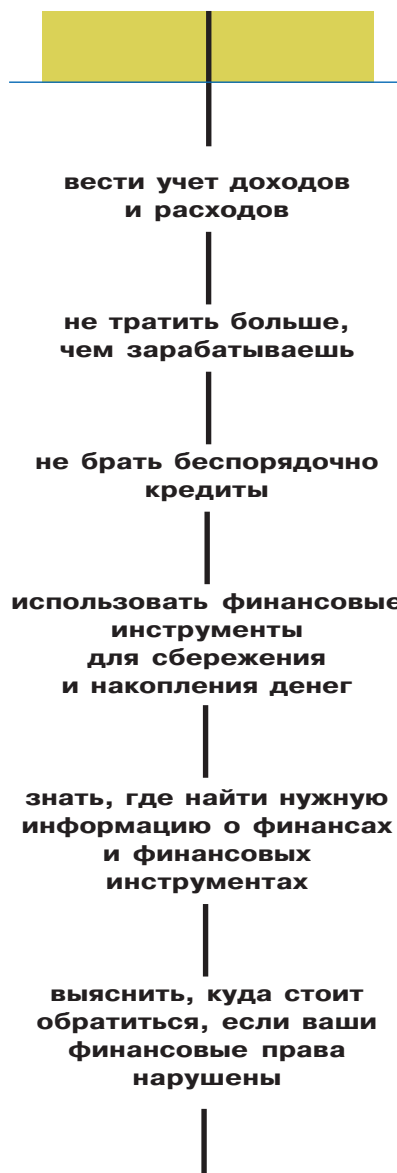 вести учет доходов
и расходов
не тратить больше,
чем зарабатываешь
не брать беспорядочно
кредиты
использовать финансовые
инструменты
для сбережения
и накопления денег
знать, где найти нужную
информацию о финансах
и финансовых
инструментах
выяснить, куда стоит
обратиться, если ваши
финансовые права
нарушены